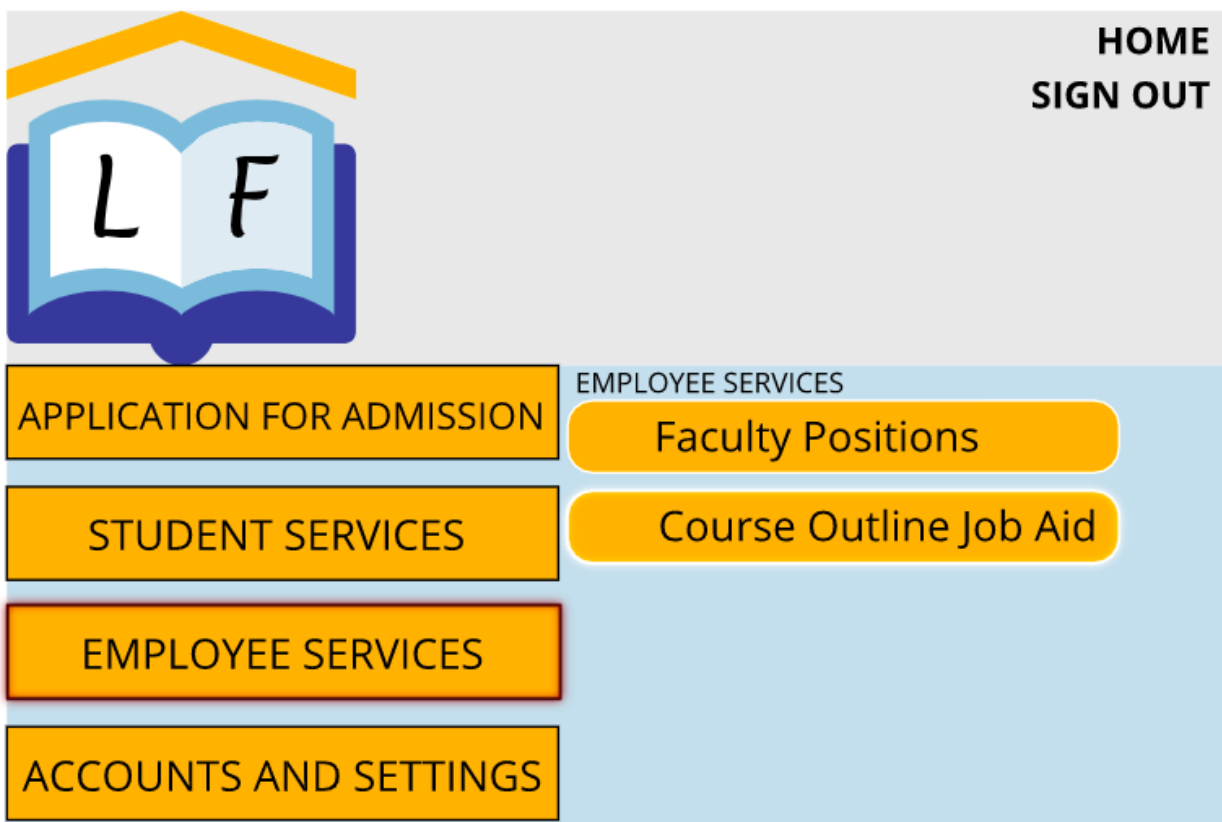 HOME
SIGN OUT
L F
APPLICATION FOR ADMISSION
STUDENT SERVICES
EMPLOYEE SERVICES
ACCOUNTS AND SETTINGS
EMPLOYEE SERVICES
Faculty Positions
Course Outline Job Aid